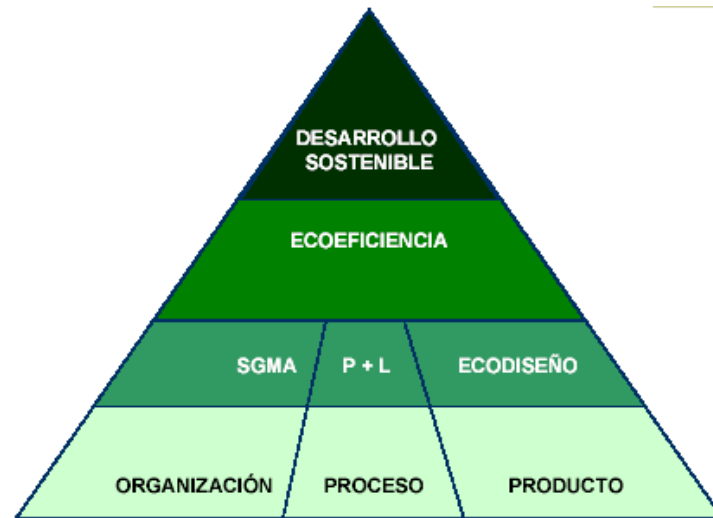 DESARROLLO
SOSTENIBLE
ECOEFICIENCIA
SGMA P + L ECODISEÑO
ORGANIZACIÓN PROCESO PRODUCTO